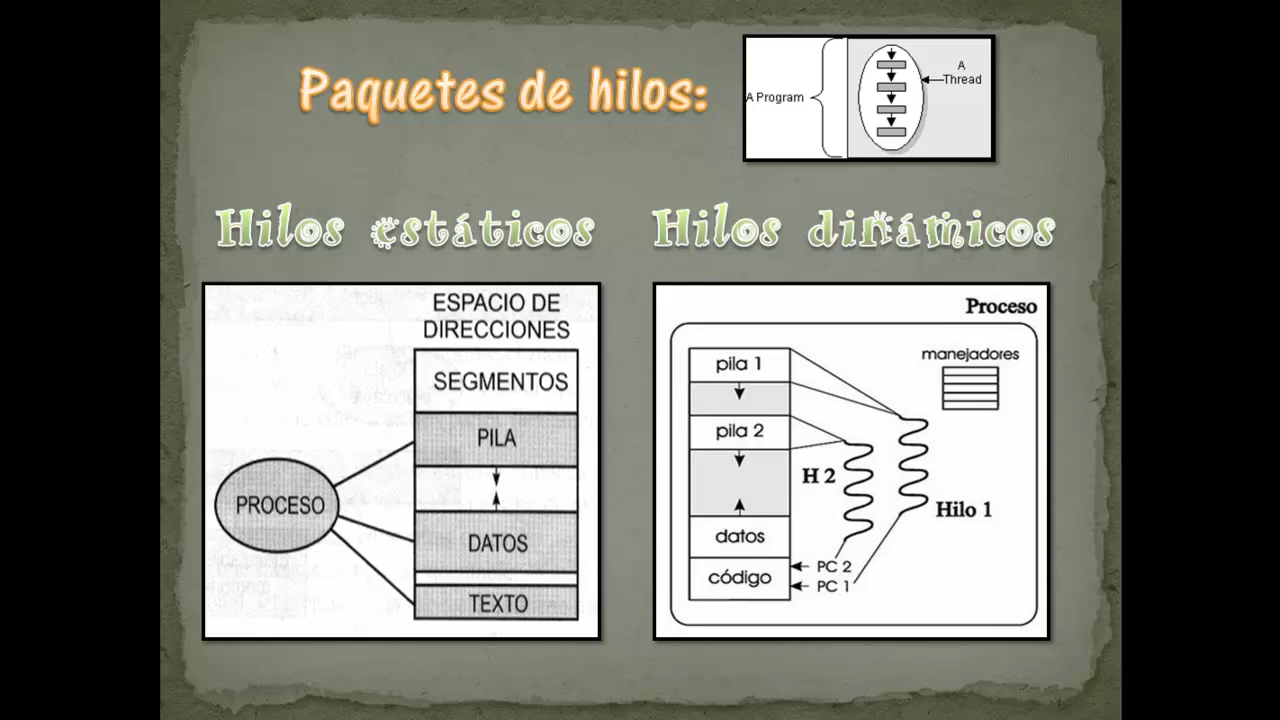 Paquetes de hilos:
A Program
A
Thread
Hilos estáticos
Hilos dinámicos
ESPACIO DE
DIRECCIONES
SEGMENTOS
PILA
PROCESO
DATOS
TEXTO
Proceso
manejadores
pila 1
pila 2
H 2
Hilo 1
datos
PC 2
código
PC 1